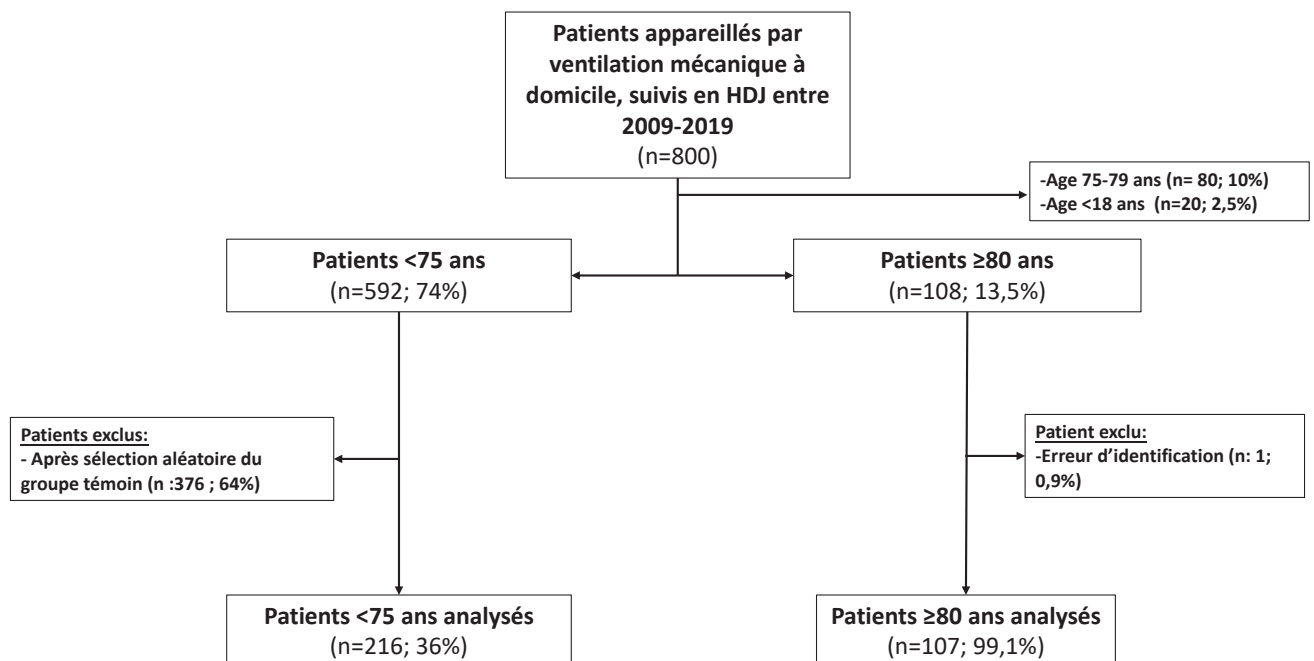 Patients appareillés par
ventilation mécanique à
domicile, suivis en HDJ entre
2009-2019
(n=800)
-Age 75-79 ans (n= 80; 10%)
-Age <18 ans (n=20; 2,5%)
Patients <75 ans
(n=592; 74%)
Patients ≥80 ans
(n=108; 13,5%)
Patients exclus:
- Après sélection aléatoire du
groupe témoin (n :376 ; 64%)
Patient exclu:
-Erreur d’identification (n: 1;
0,9%)
Patients <75 ans analysés
(n=216; 36%)
Patients ≥80 ans analysés
(n=107; 99,1%)